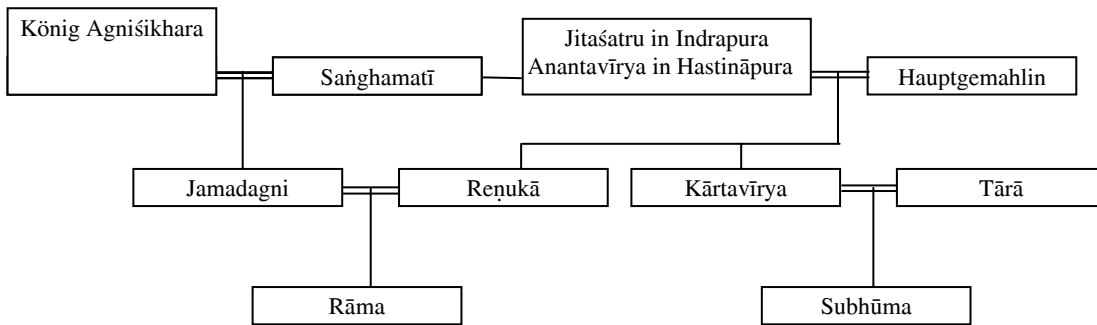 König Agniśikhara
Jitaśatru in Indrapura
Anantavīrya in Hastināpura
Saṅghamatī
Hauptgemahlin
Jamadagni
Reṇukā
Kārtavīrya
Tārā
Rāma
Subhūma